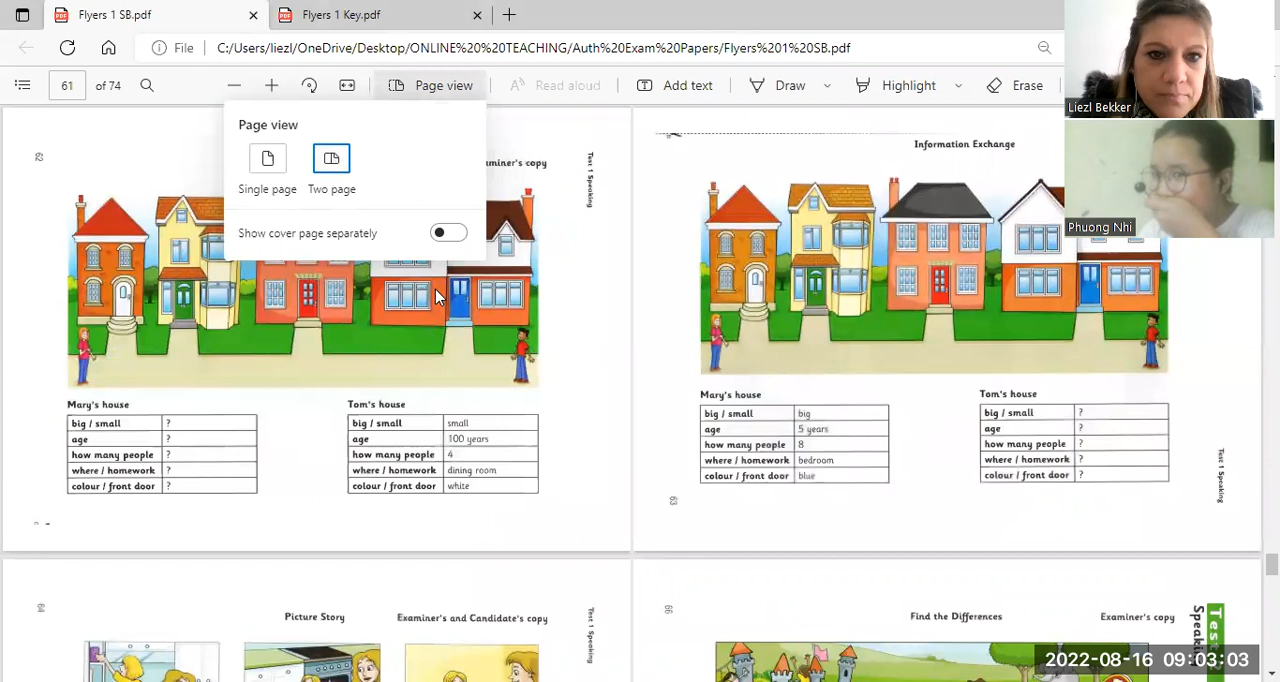 Flyers 1 SB.pdf
Flyers 1 Key.pdf
File
C:/Users/liezl/OneDrive/Desktop/ONLINE%20%20TEACHING/Auth%20Exam%20Papers/Flyers%201%20SB.pdf
61 of 74
Page view
Read aloud
Add text
Draw
Highlight
Erase
Liezl Bekker
Phuong Nhi
Page view
Single page
Two page
Show cover page separately
62
aminer's copy
Test 1 Speaking
Mary's house
big / small ?
age ?
how many people ?
where / homework ?
colour / front door ?
Tom's house
big / small small
age 100 years
how many people 4
where / homework dining room
colour / front door white
Information Exchange
Mary's house
big / small big
age 5 years
how many people 8
where / homework bedroom
colour / front door blue
Tom's house
big / small ?
age ?
how many people ?
where / homework ?
colour / front door ?
Test 1 Speaking
63
64
Picture Story
Examiner's and Candidate's copy
Test 1 Speaking
66
Find the Differences
Examiner's copy
2022-08-16 09:03:03